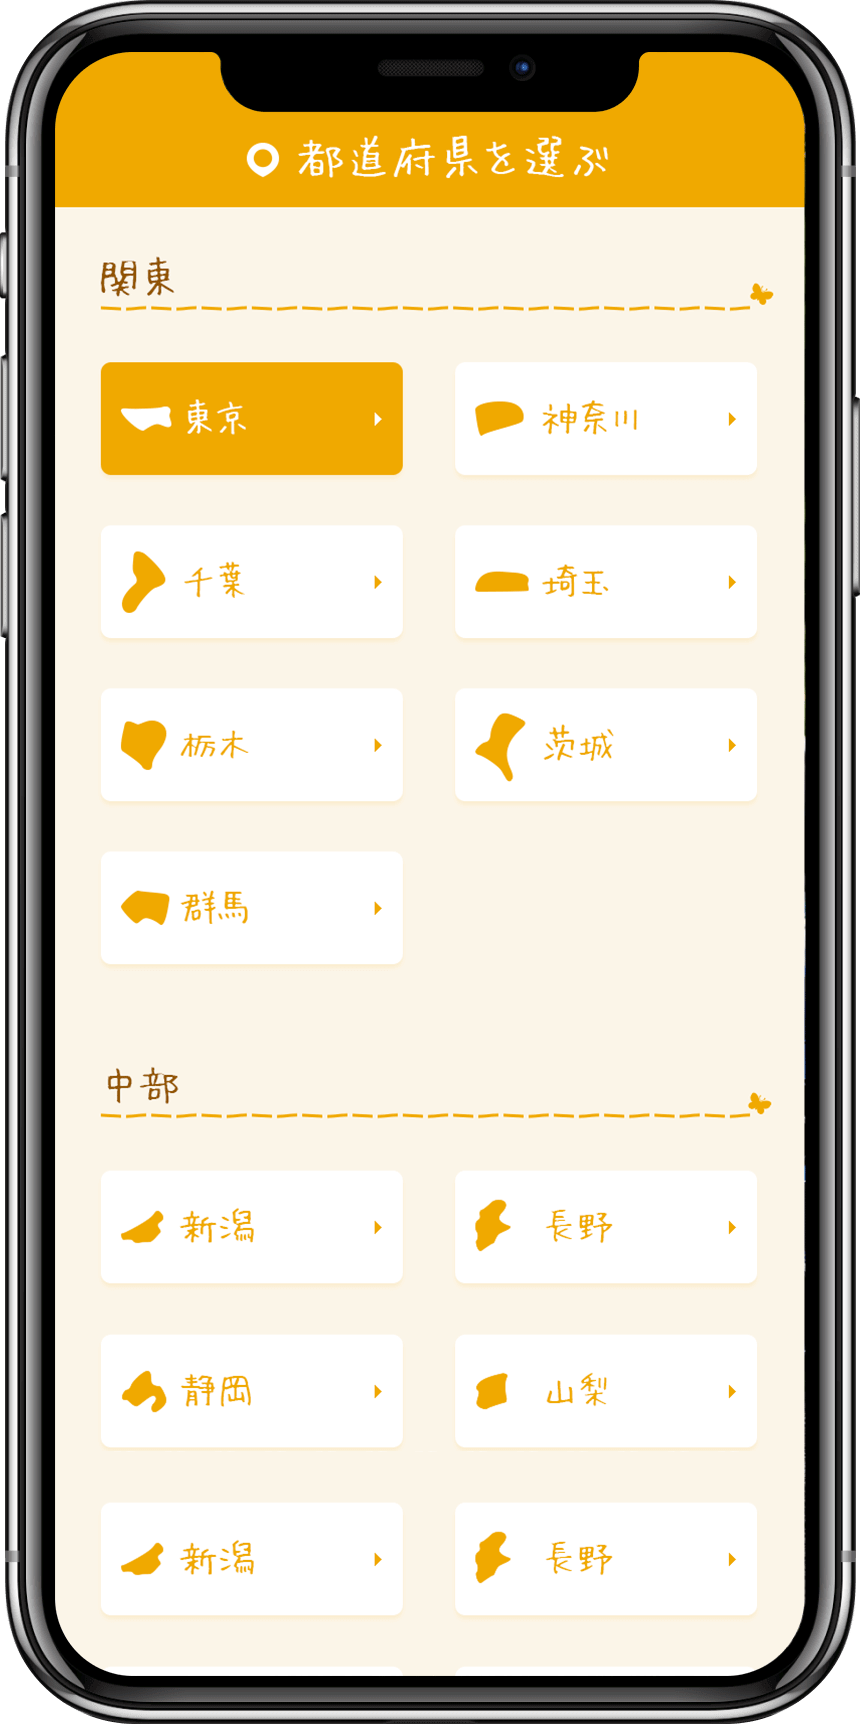 都道府県を選ぶ
関東
東京
神奈川
千葉
埼玉
栃木
茨城
群馬
中部
新潟
長野
静岡
山梨
新潟
長野